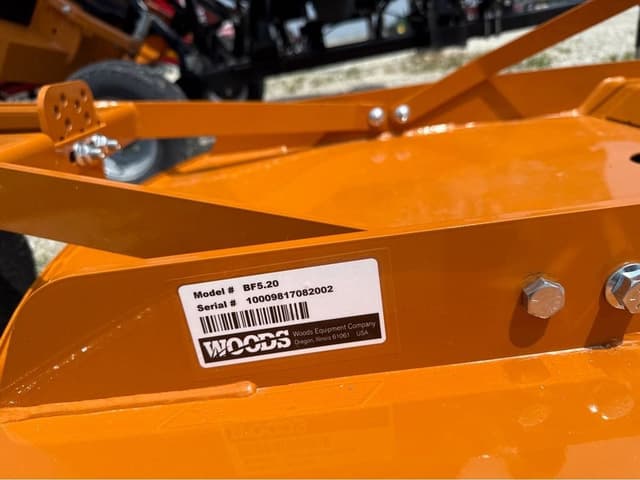 Model # BF5.20
Serial # 10009817082002
WOODS
Woods Equipment Company
Oregon, Illinois 61061 USA